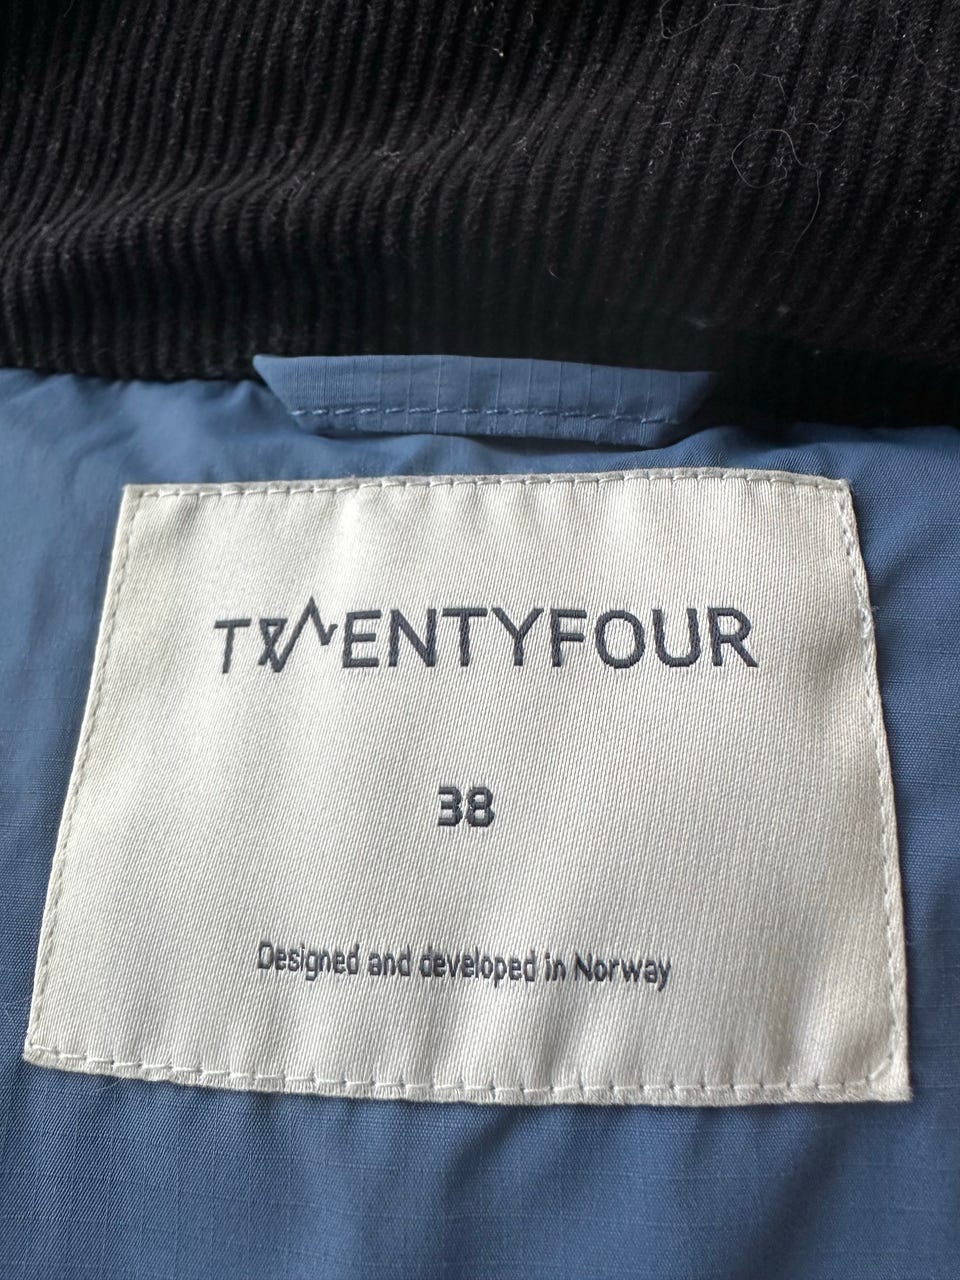 TWENTYFOUR
38
Designed and developed in Norway